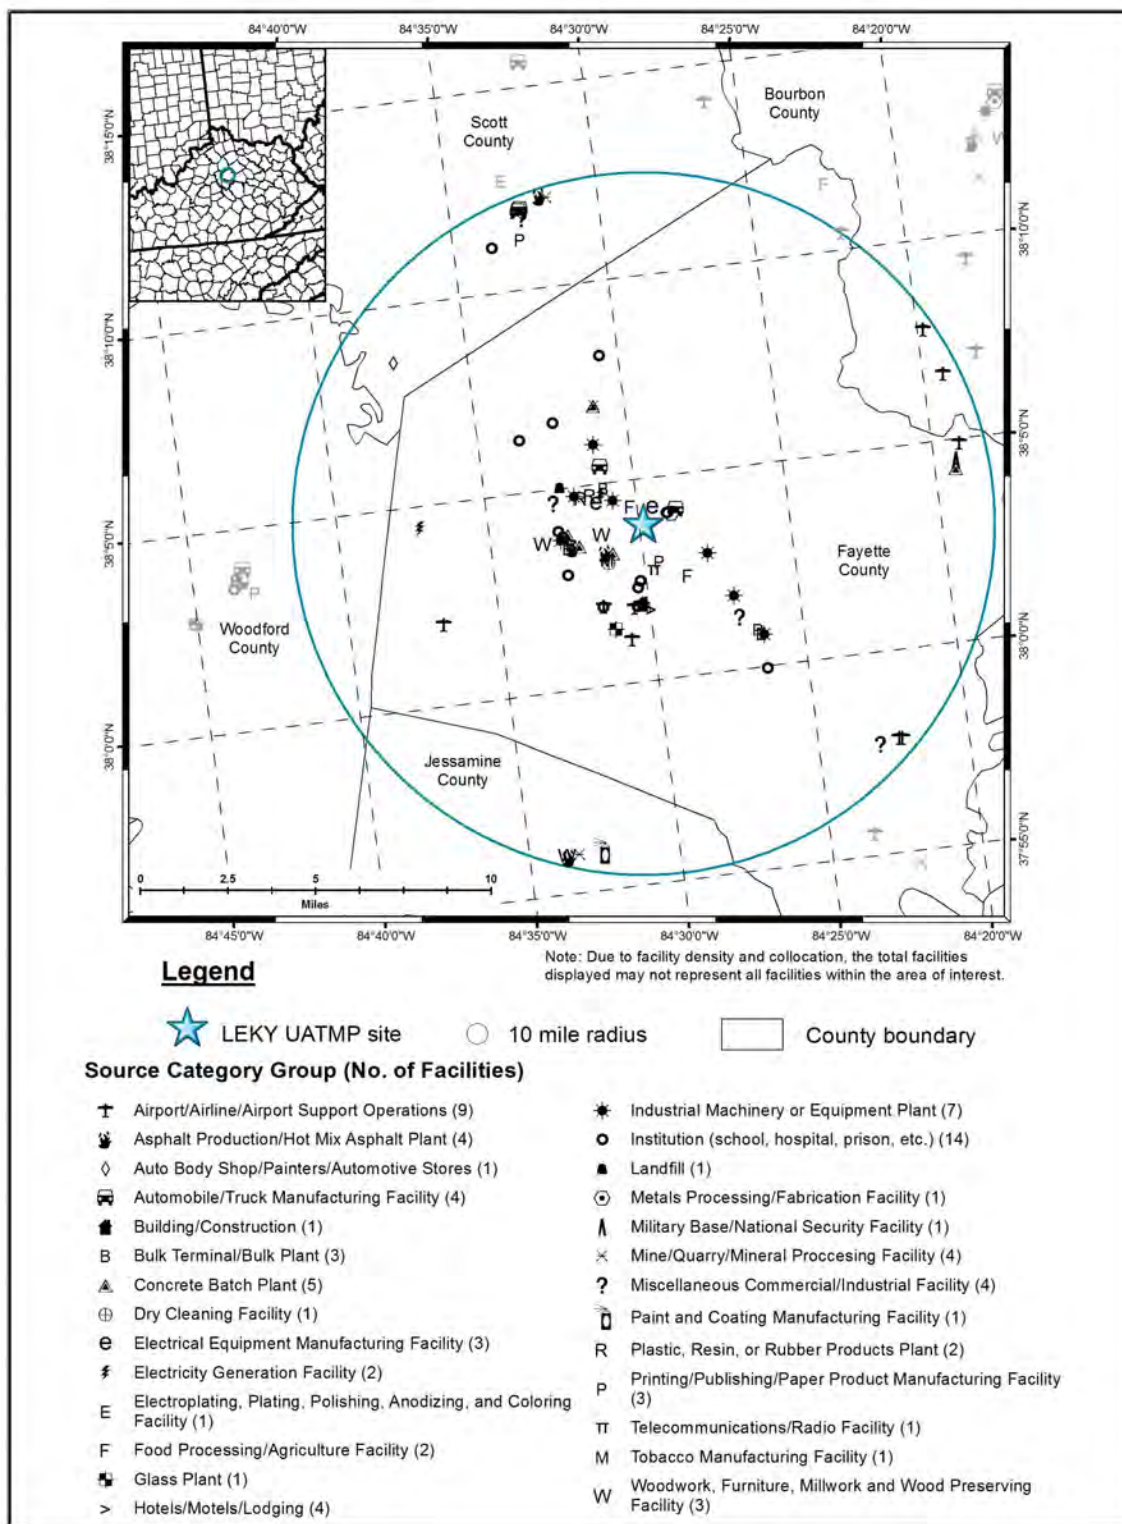 84°40'0"W 84°35'0"W 84°30'0"W 84°25'0"W 84°20'0"W
Bourbon
County
Scott
County
38°15'0"N
E
F
W
P
38°10'0"N
38°10'0"N
38°5'0"N
B
R
?
e
F
e
W
W
P
F
38°5'0"N
Fayette
County
P
Woodford
County
?
38°0'0"N
?
38°0'0"N
Jessamine
County
W
37°55'0"N
0 2.5 5 10
Miles
84°45'0"W 84°40'0"W 84°35'0"W 84°30'0"W 84°25'0"W 84°20'0"W
Note: Due to facility density and collocation, the total facilities
displayed may not represent all facilities within the area of interest.
Legend
LEKY UATMP site 10 mile radius County boundary
Source Category Group (No. of Facilities)
Airport/Airline/Airport Support Operations (9)
Asphalt Production/Hot Mix Asphalt Plant (4)
Auto Body Shop/Painters/Automotive Stores (1)
Automobile/Truck Manufacturing Facility (4)
Building/Construction (1)
B Bulk Terminal/Bulk Plant (3)
Concrete Batch Plant (5)
Dry Cleaning Facility (1)
e Electrical Equipment Manufacturing Facility (3)
Electricity Generation Facility (2)
E Electroplating, Plating, Polishing, Anodizing, and Coloring
Facility (1)
F Food Processing/Agriculture Facility (2)
Glass Plant (1)
> Hotels/Motels/Lodging (4)
Industrial Machinery or Equipment Plant (7)
Institution (school, hospital, prison, etc.) (14)
Landfill (1)
Metals Processing/Fabrication Facility (1)
Military Base/National Security Facility (1)
Mine/Quarry/Mineral Proccesing Facility (4)
? Miscellaneous Commercial/Industrial Facility (4)
Paint and Coating Manufacturing Facility (1)
R Plastic, Resin, or Rubber Products Plant (2)
P Printing/Publishing/Paper Product Manufacturing Facility
(3)
π Telecommunications/Radio Facility (1)
M Tobacco Manufacturing Facility (1)
W Woodwork, Furniture, Millwork and Wood Preserving
Facility (3)